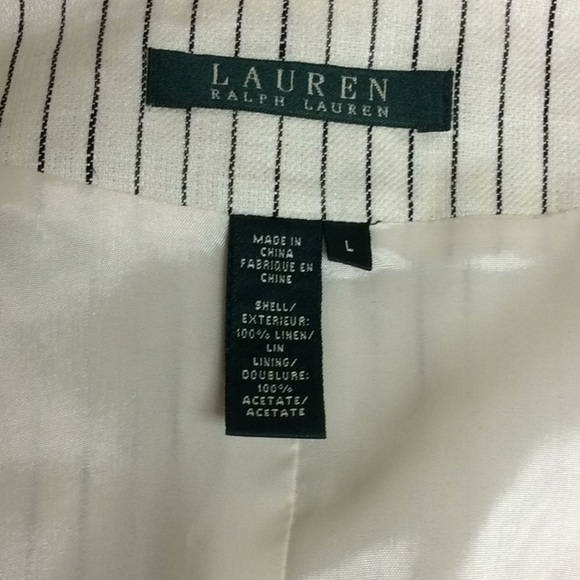 LAUREN
RALPH LAUREN
L
MADE IN
CHINA
FABRIQUE EN
CHINE
SHELL/
EXTERIEUR:
100% LINEN/
LIN
LINING/
DOUBLURE:
100%
ACETATE/
ACETATE